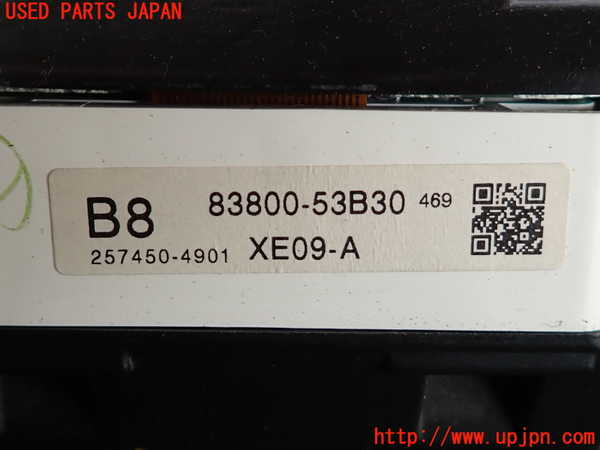 USED PARTS JAPAN
B8 83800-53B30 469
257450-4901 XE09-A
http://www.upjpn.com/